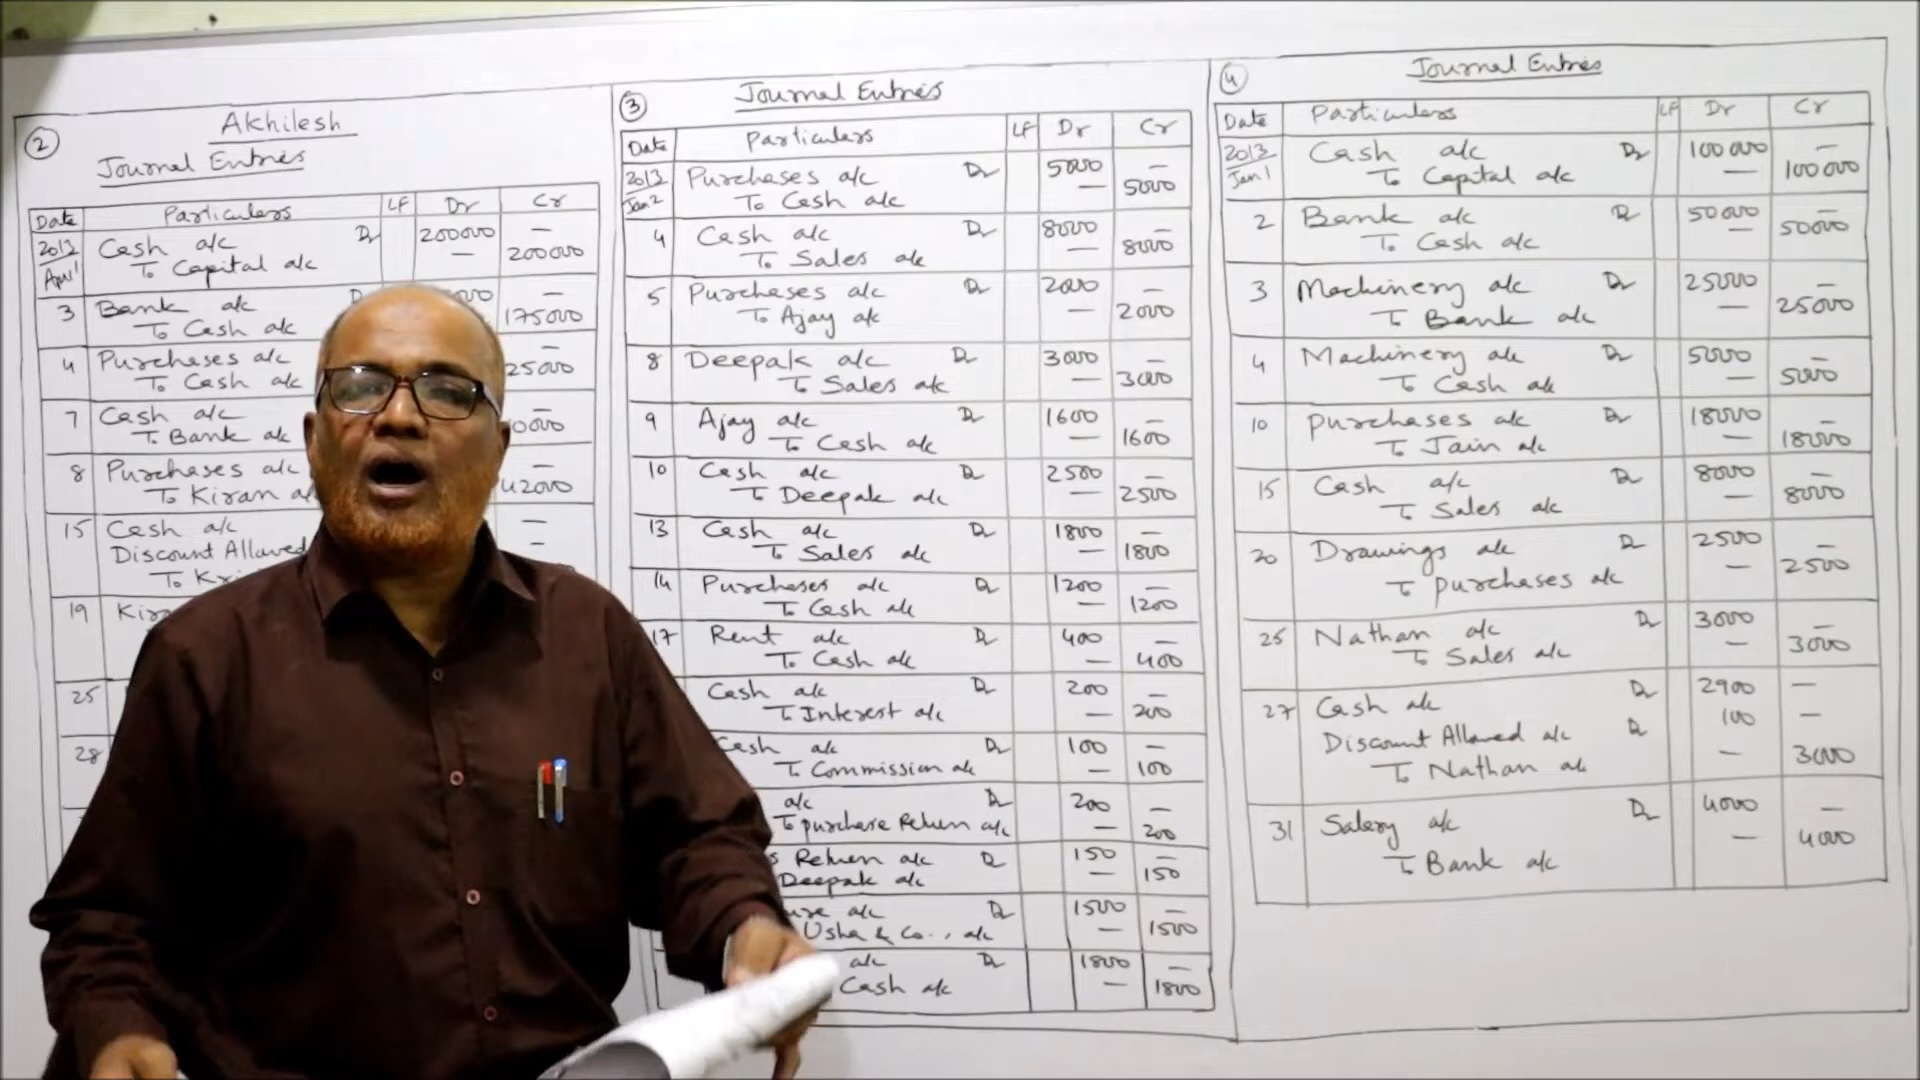 ②
Akhilesh
Journal Entries
Date Particulars LF Dr Cr
2013 Cash a/c Dr 200000 —
Apr 1 To Capital a/c — 200000
3 Bank a/c —
To Cash a/c 175000
4 Purchases a/c —
To Cash a/c 25000
7 Cash a/c —
To Bank a/c
8 Purchases a/c —
To Kiran 42000
15 Cash a/c —
Discount Allowed —
To
19
25
28
③ Journal Entries
Date Particulars LF Dr Cr
2013 Purchases a/c Dr 5000 —
Jan 2 To Cash a/c — 5000
4 Cash a/c Dr 8000 —
To Sales a/c — 8000
5 Purchases a/c Dr 2000 —
To Ajay a/c — 2000
8 Deepak a/c Dr 3000 —
To Sales a/c — 3000
9 Ajay a/c Dr 1600 —
To Cash a/c — 1600
10 Cash a/c Dr 2500 —
To Deepak a/c — 2500
13 Cash a/c Dr 1800 —
To Sales a/c — 1800
14 Purchases a/c Dr 1200 —
To Cash a/c — 1200
17 Rent a/c Dr 400 —
To Cash a/c — 400
Cash a/c Dr 200 —
To Interest a/c — 200
Cash a/c Dr 100 —
To Commission a/c — 100
a/c Dr 200 —
To purchase Return a/c — 200
Return a/c Dr 150 —
Deepak a/c — 150
a/c Dr 1500 —
Usha & Co., a/c — 1500
a/c Dr 1800 —
Cash a/c — 1800
④ Journal Entries
Date Particulars LF Dr Cr
2013 Cash a/c Dr 100000 —
Jan 1 To Capital a/c — 100000
2 Bank a/c Dr 50000 —
To Cash a/c — 50000
3 Machinery a/c Dr 25000 —
To Bank a/c — 25000
4 Machinery a/c Dr 5000 —
To Cash a/c — 5000
10 Purchases a/c Dr 18000 —
To Jain a/c — 18000
15 Cash a/c Dr 8000 —
To Sales a/c — 8000
20 Drawings a/c Dr 2500 —
To purchases a/c — 2500
25 Nathan a/c Dr 3000 —
To Sales a/c — 3000
27 Cash a/c Dr 2900 —
Discount Allowed a/c Dr 100 —
To Nathan a/c — 3000
31 Salary a/c Dr 4000 —
To Bank a/c — 4000